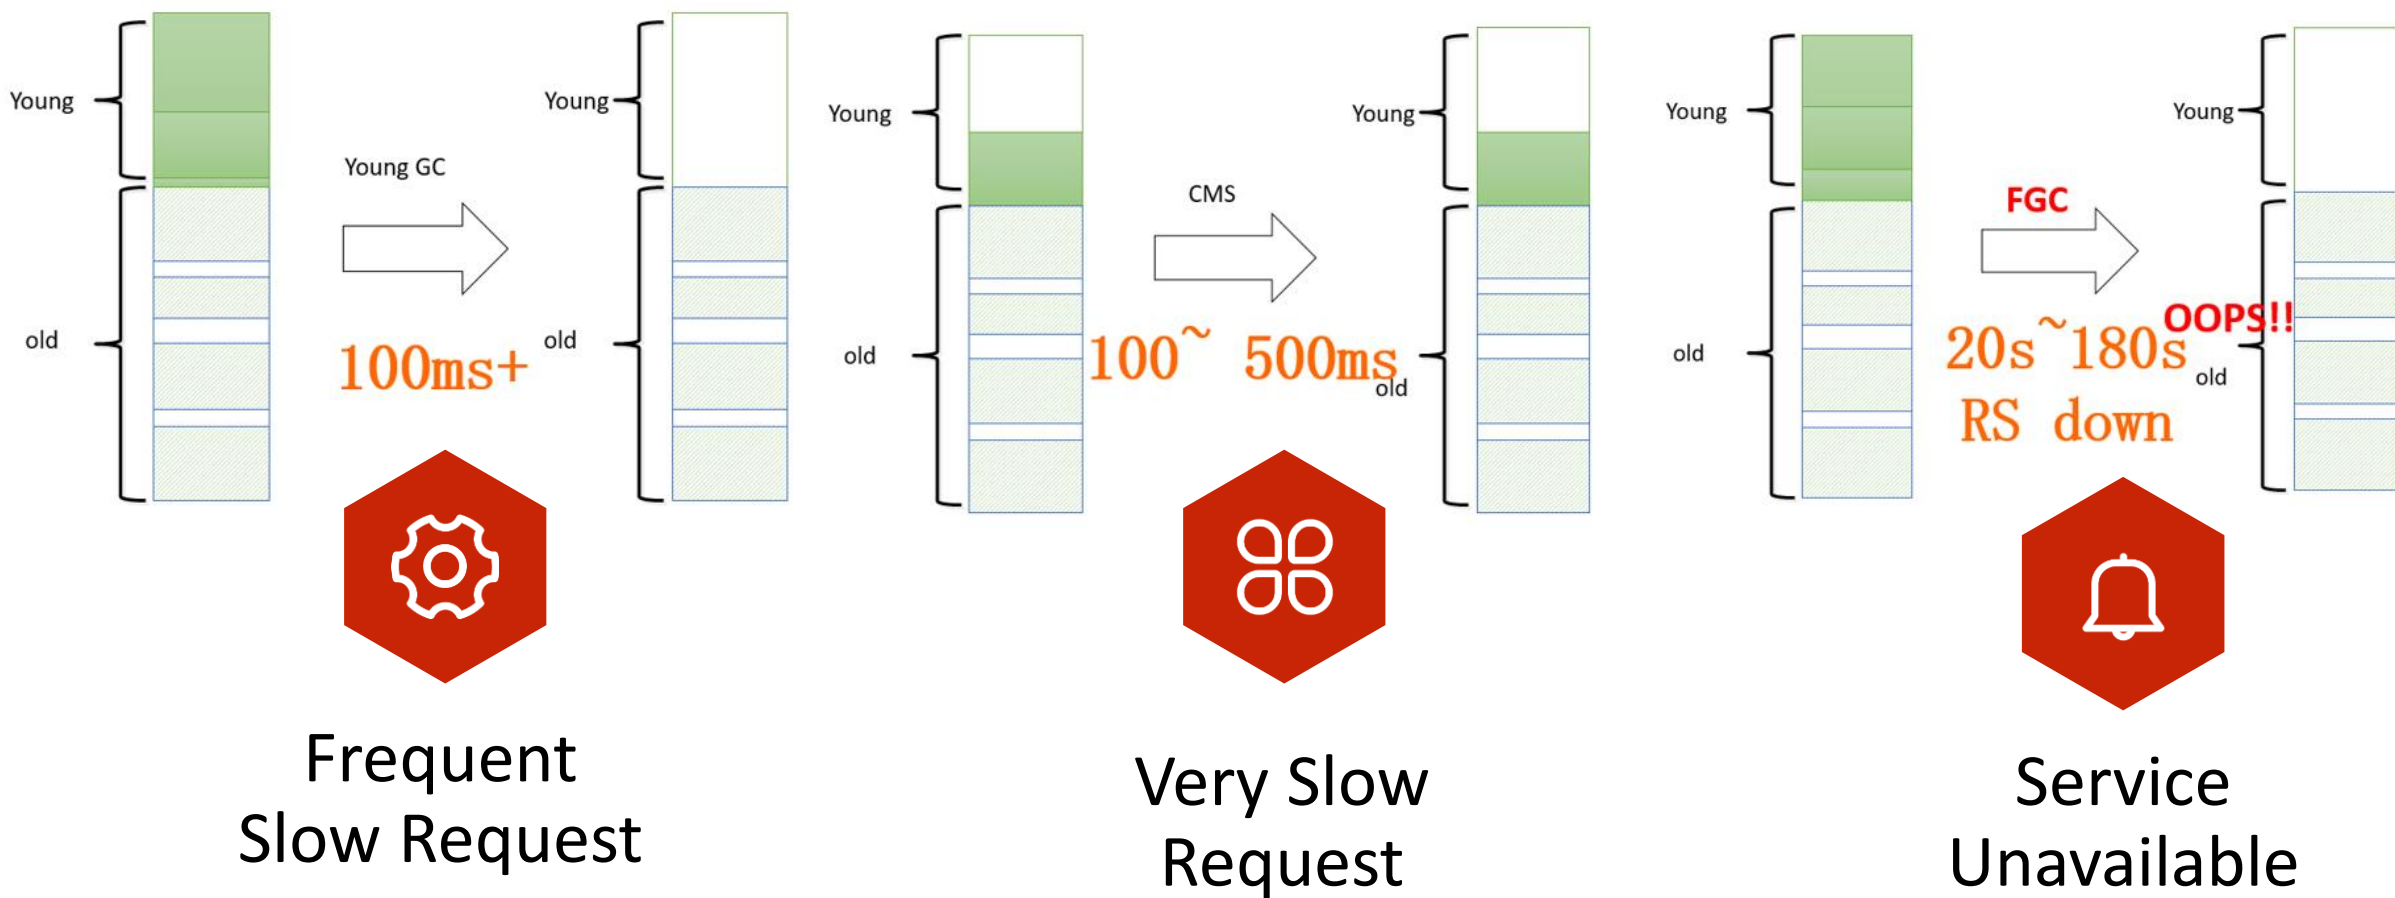 Young
old
Young GC
100ms+
Young
old
Frequent
Slow Request
Young
old
CMS
100~ 500ms
Young
old
Very Slow
Request
Young
old
FGC
20s~180s
RS down
OOPS!!
Young
old
Service
Unavailable